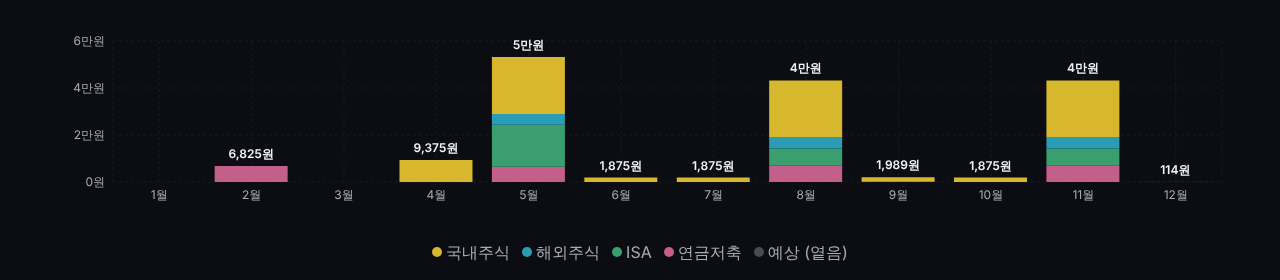 6만원
4만원
2만원
0원
6,825원
9,375원
5만원
1,875원
1,875원
4만원
1,989원
1,875원
4만원
114원
1월 2월 3월 4월 5월 6월 7월 8월 9월 10월 11월 12월
국내주식 해외주식 ISA 연금저축 예상 (옅음)